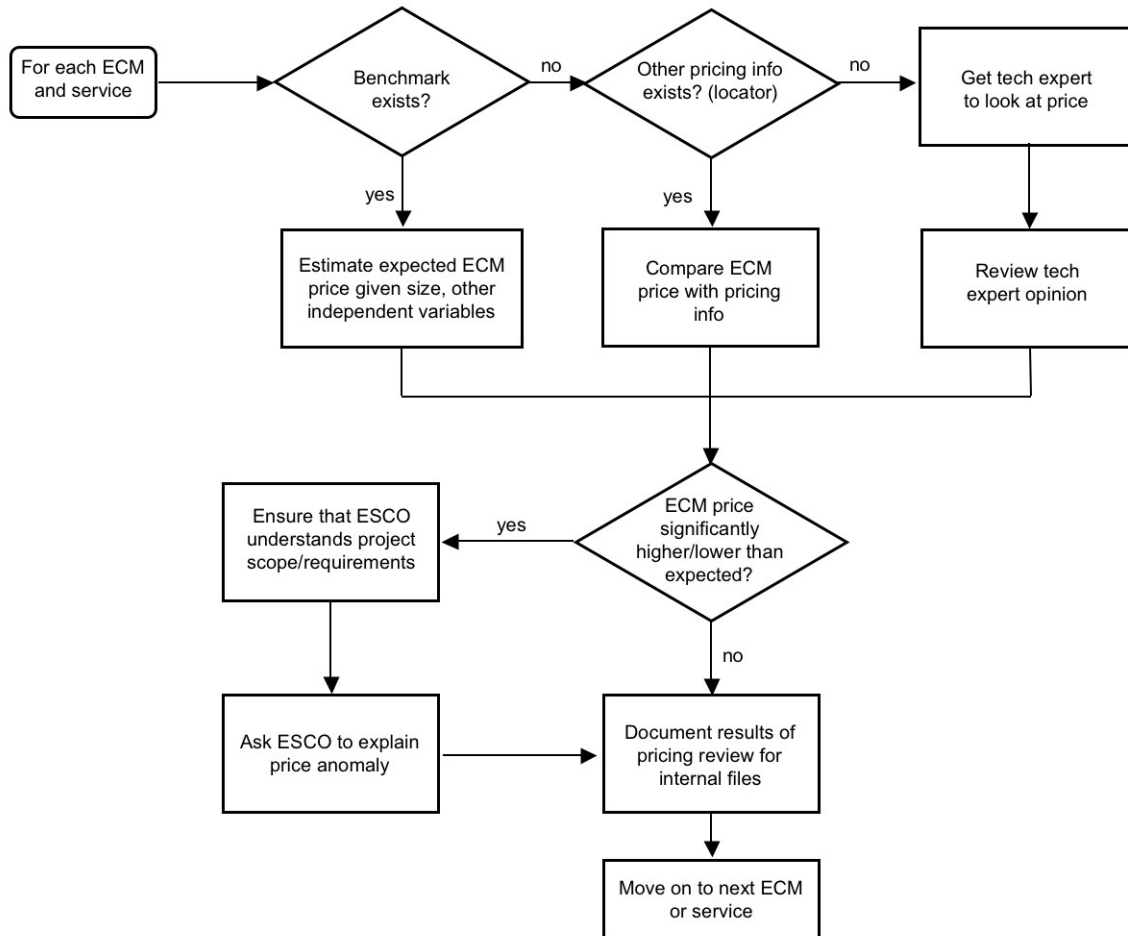 For each ECM
and service
Benchmark
exists?
no
Other pricing info
exists? (locator)
no
Get tech expert
to look at price
yes
yes
Estimate expected ECM
price given size, other
independent variables
Compare ECM
price with pricing
info
Review tech
expert opinion
ECM price
significantly
higher/lower than
expected?
yes
Ensure that ESCO
understands project
scope/requirements
no
Ask ESCO to explain
price anomaly
Document results of
pricing review for
internal files
Move on to next ECM
or service